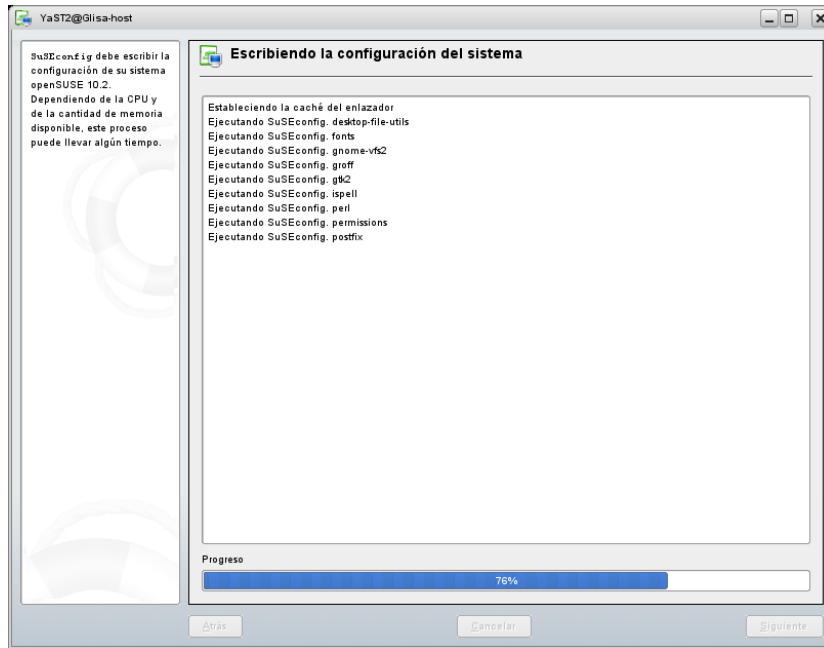 YaST2@Glisa-host
SuSEconfig debe escribir la
configuración de su sistema
openSUSE 10.2.
Dependiendo de la CPU y
de la cantidad de memoria
disponible, este proceso
puede llevar algún tiempo.
Escribiendo la configuración del sistema
Estableciendo la caché del enlazador
Ejecutando SuSEconfig. desktop-file-utils
Ejecutando SuSEconfig. fonts
Ejecutando SuSEconfig. gnome-vfs2
Ejecutando SuSEconfig. groff
Ejecutando SuSEconfig. gtk2
Ejecutando SuSEconfig. ispell
Ejecutando SuSEconfig. perl
Ejecutando SuSEconfig. permissions
Ejecutando SuSEconfig. postfix
Progreso
76%
Atrás
Cancelar
Siguiente